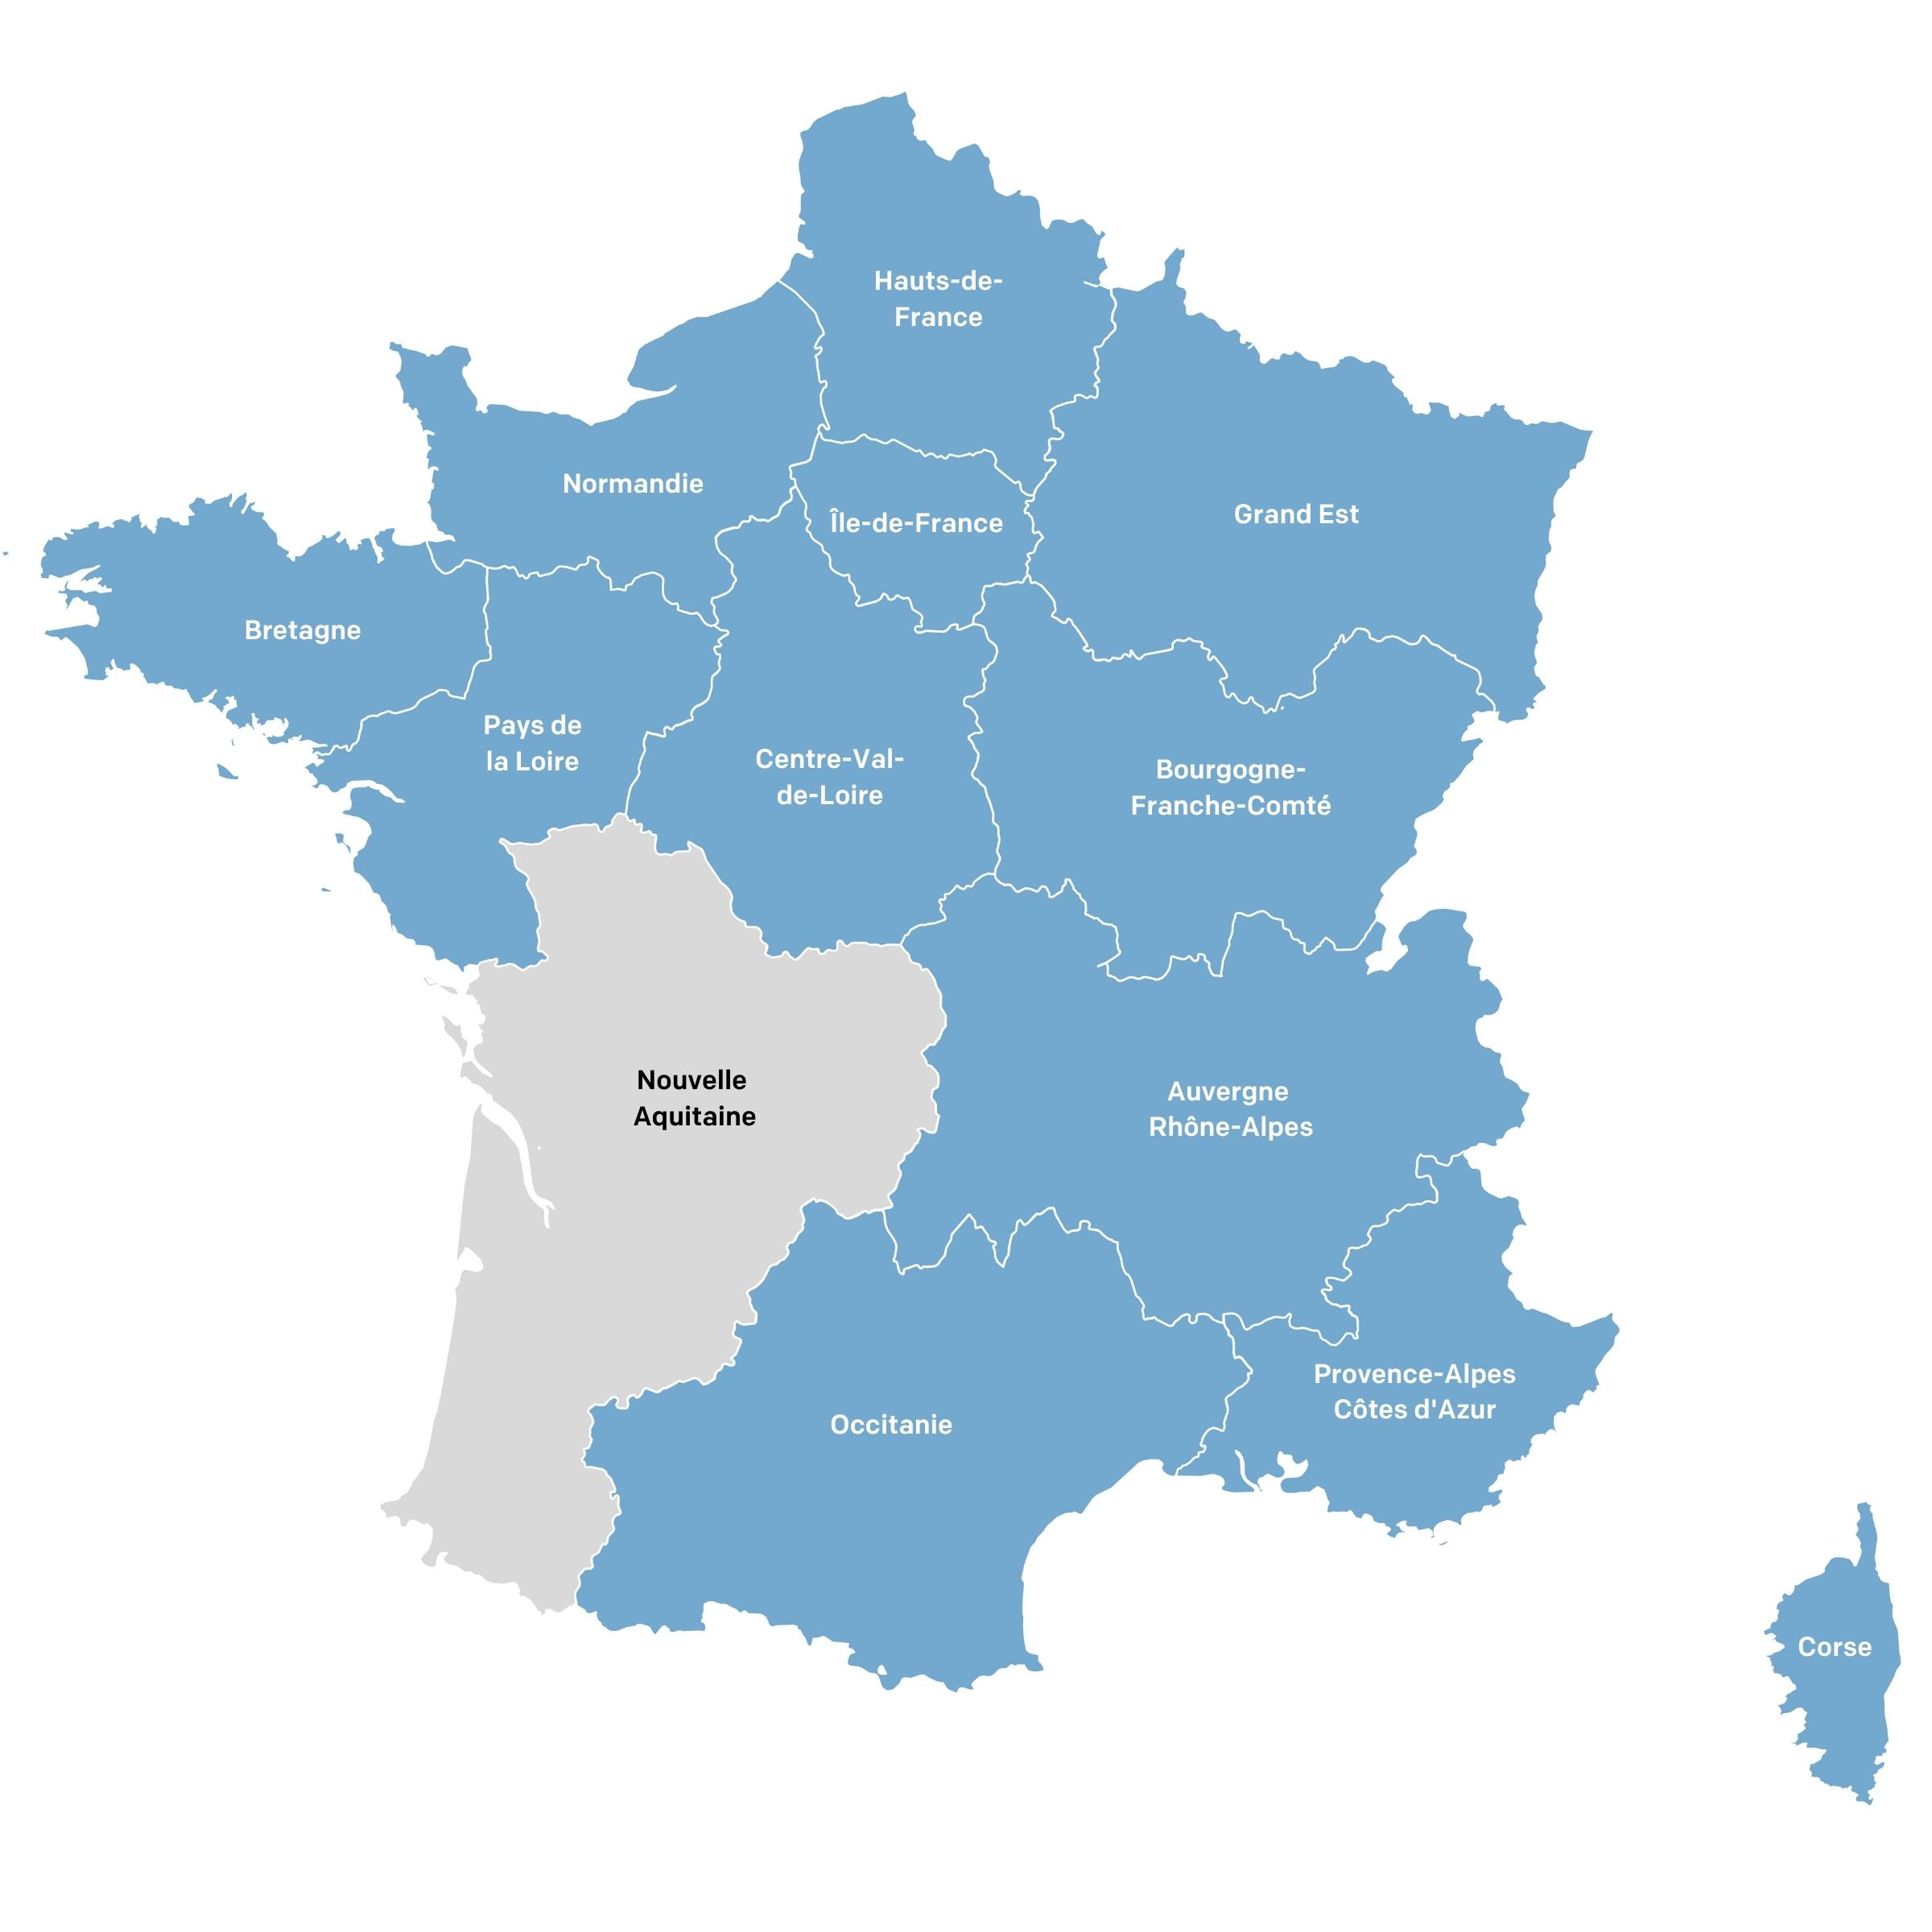 Hauts-de-
France
Normandie
Île-de-France
Grand Est
Bretagne
Pays de
la Loire
Centre-Val-
de-Loire
Bourgogne-
Franche-Comté
Nouvelle
Aquitaine
Auvergne
Rhône-Alpes
Provence-Alpes
Côtes d'Azur
Occitanie
Corse